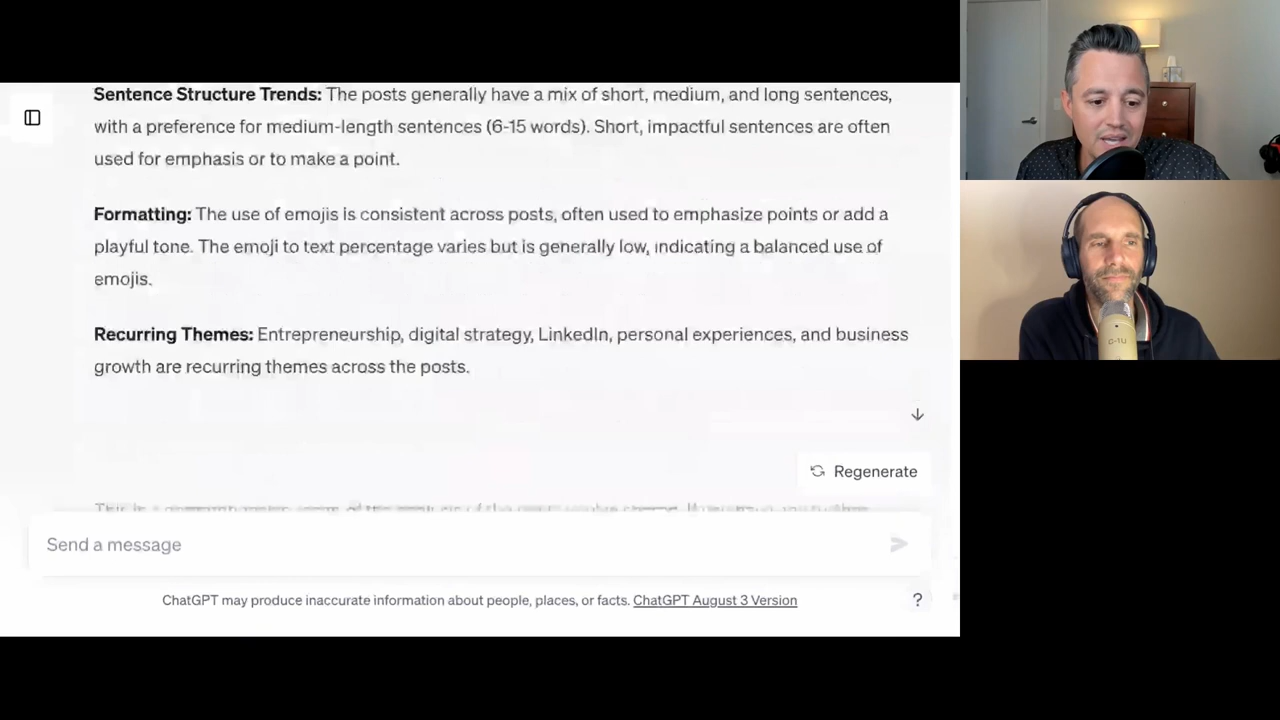 Sentence Structure Trends: The posts generally have a mix of short, medium, and long sentences,
with a preference for medium-length sentences (6-15 words). Short, impactful sentences are often
used for emphasis or to make a point.
Formatting: The use of emojis is consistent across posts, often used to emphasize points or add a
playful tone. The emoji to text percentage varies but is generally low, indicating a balanced use of
emojis.
Recurring Themes: Entrepreneurship, digital strategy, LinkedIn, personal experiences, and business
growth are recurring themes across the posts.
Regenerate
This is a
Send a message
ChatGPT may produce inaccurate information about people, places, or facts. ChatGPT August 3 Version
?